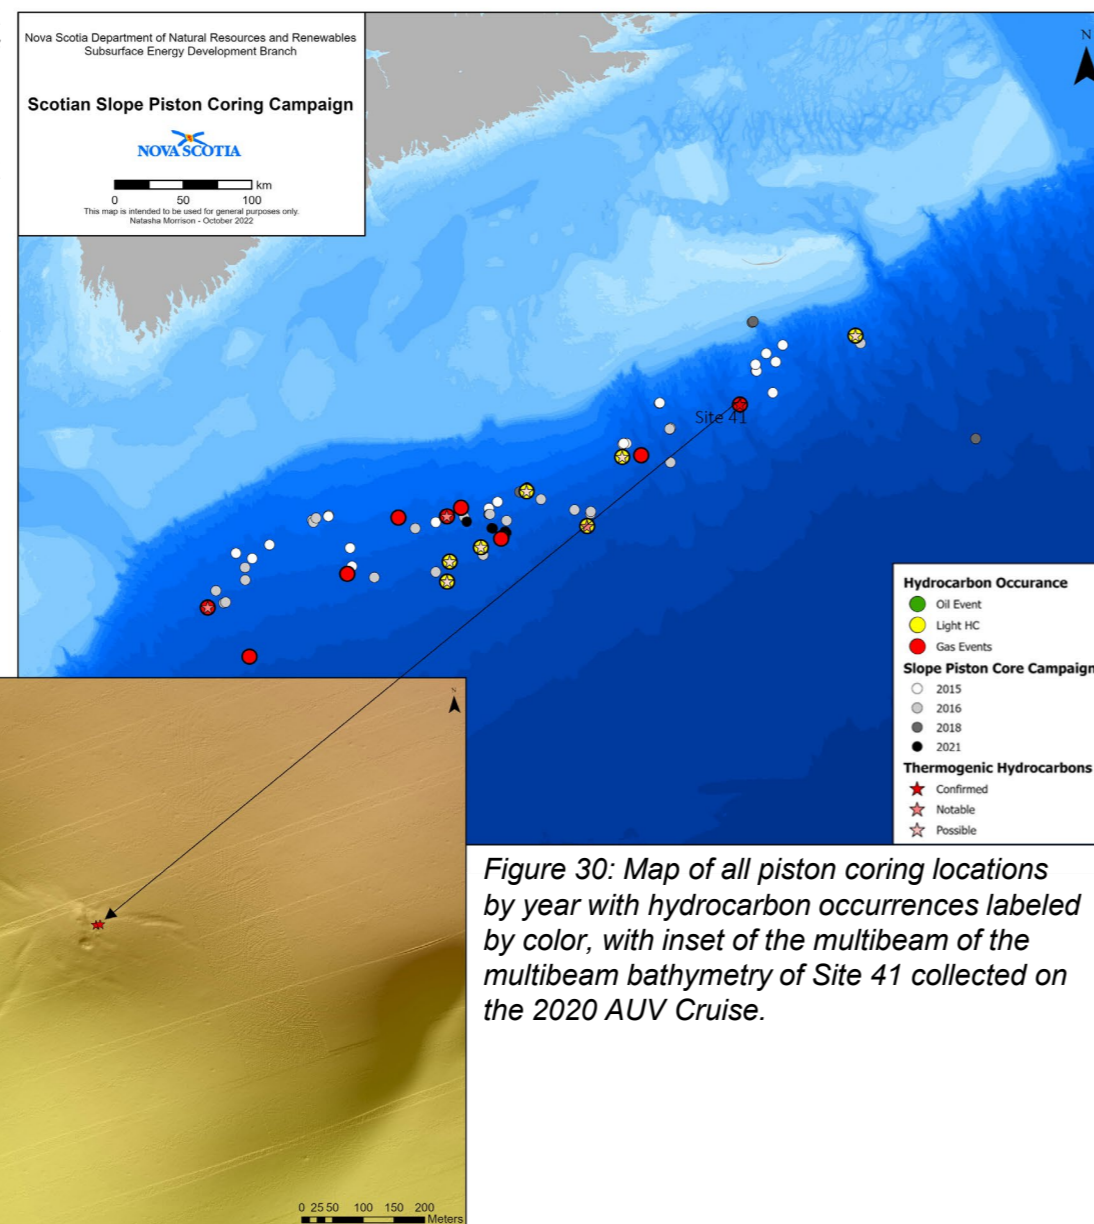 Nova Scotia Department of Natural Resources and Renewables
Subsurface Energy Development Branch
Scotian Slope Piston Coring Campaign
NOVA SCOTIA
km
0 50 100
This map is intended to be used for general purposes only.
Natasha Morrison - October 2022
N
Site 41
Hydrocarbon Occurance
Oil Event
Light HC
Gas Events
Slope Piston Core Campaign
2015
2016
2018
2021
Thermogenic Hydrocarbons
Confirmed
Notable
Possible
N
0 25 50 100 150 200
Meters
Figure 30: Map of all piston coring locations
by year with hydrocarbon occurrences labeled
by color, with inset of the multibeam of the
multibeam bathymetry of Site 41 collected on
the 2020 AUV Cruise.